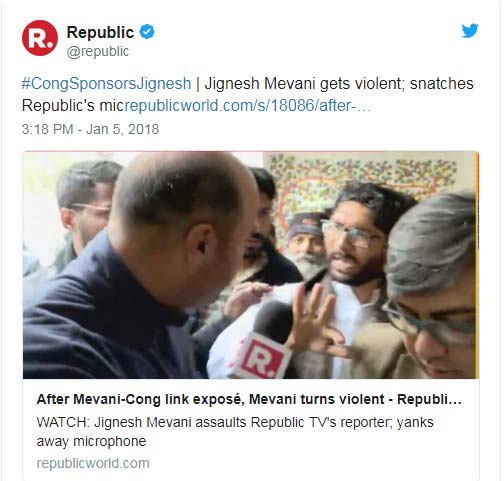 R. Republic
@republic
#CongSponsorsJignesh | Jignesh Mevani gets violent; snatches
Republic's micrepublicworld.com/s/18086/after-…
3:18 PM - Jan 5, 2018
R.
After Mevani-Cong link exposé, Mevani turns violent - Republi…
WATCH: Jignesh Mevani assaults Republic TV's reporter; yanks
away microphone
republicworld.com